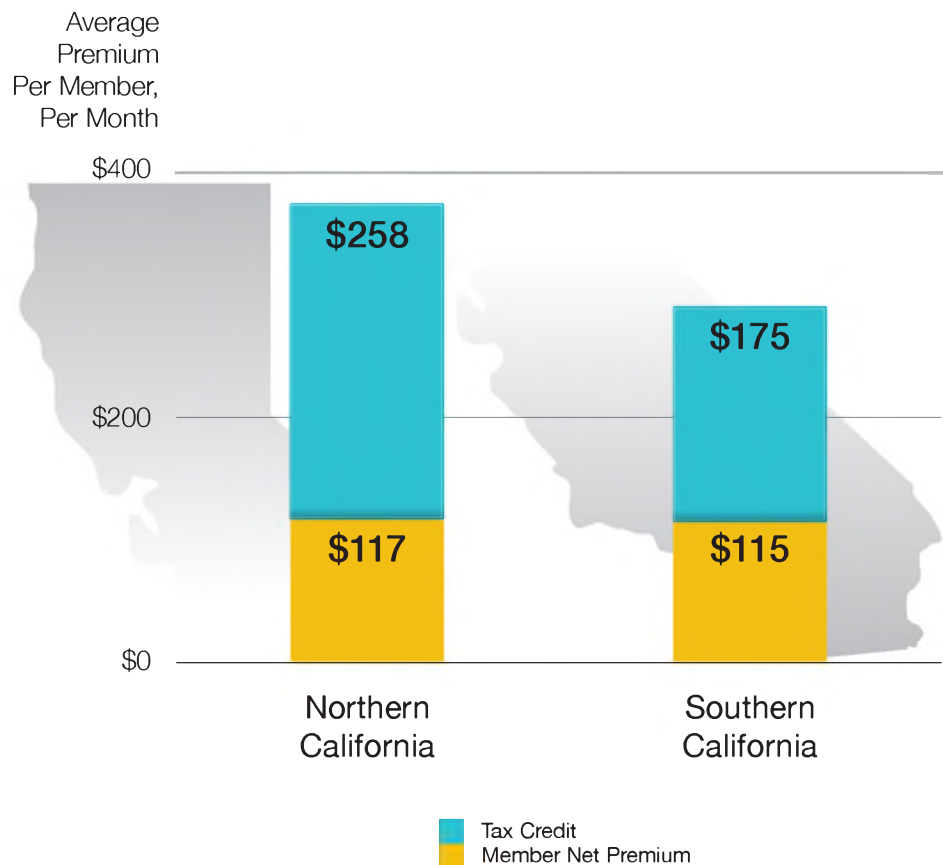 Average
Premium
Per Member,
Per Month
$400
$258
$175
$200
$117
$115
$0
Northern
California
Southern
California
Tax Credit
Member Net Premium